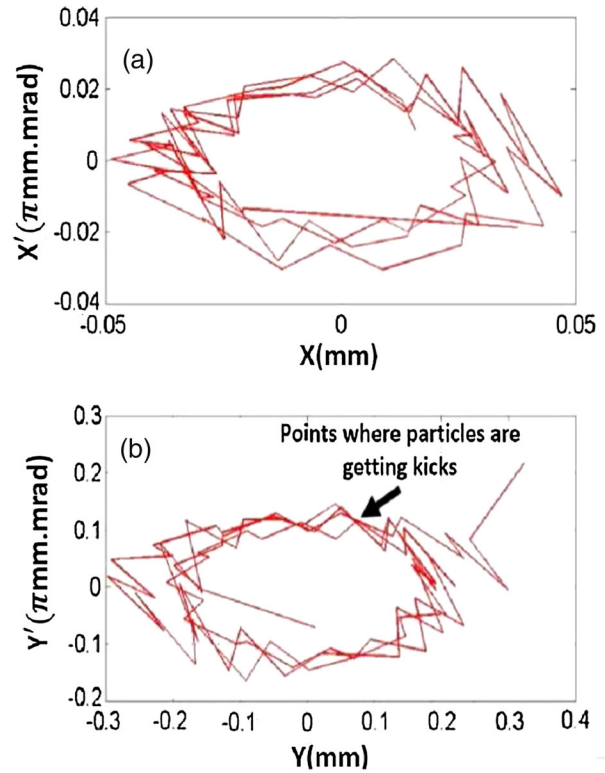 (a)
0.04
0.02
0
-0.02
-0.04
X′(πmm.mrad)
-0.05
0
0.05
X(mm)
(b)
Points where particles are
getting kicks
0.3
0.2
0.1
0
-0.1
-0.2
Y′(πmm.mrad)
-0.3
-0.2
-0.1
0
0.1
0.2
0.3
0.4
Y(mm)